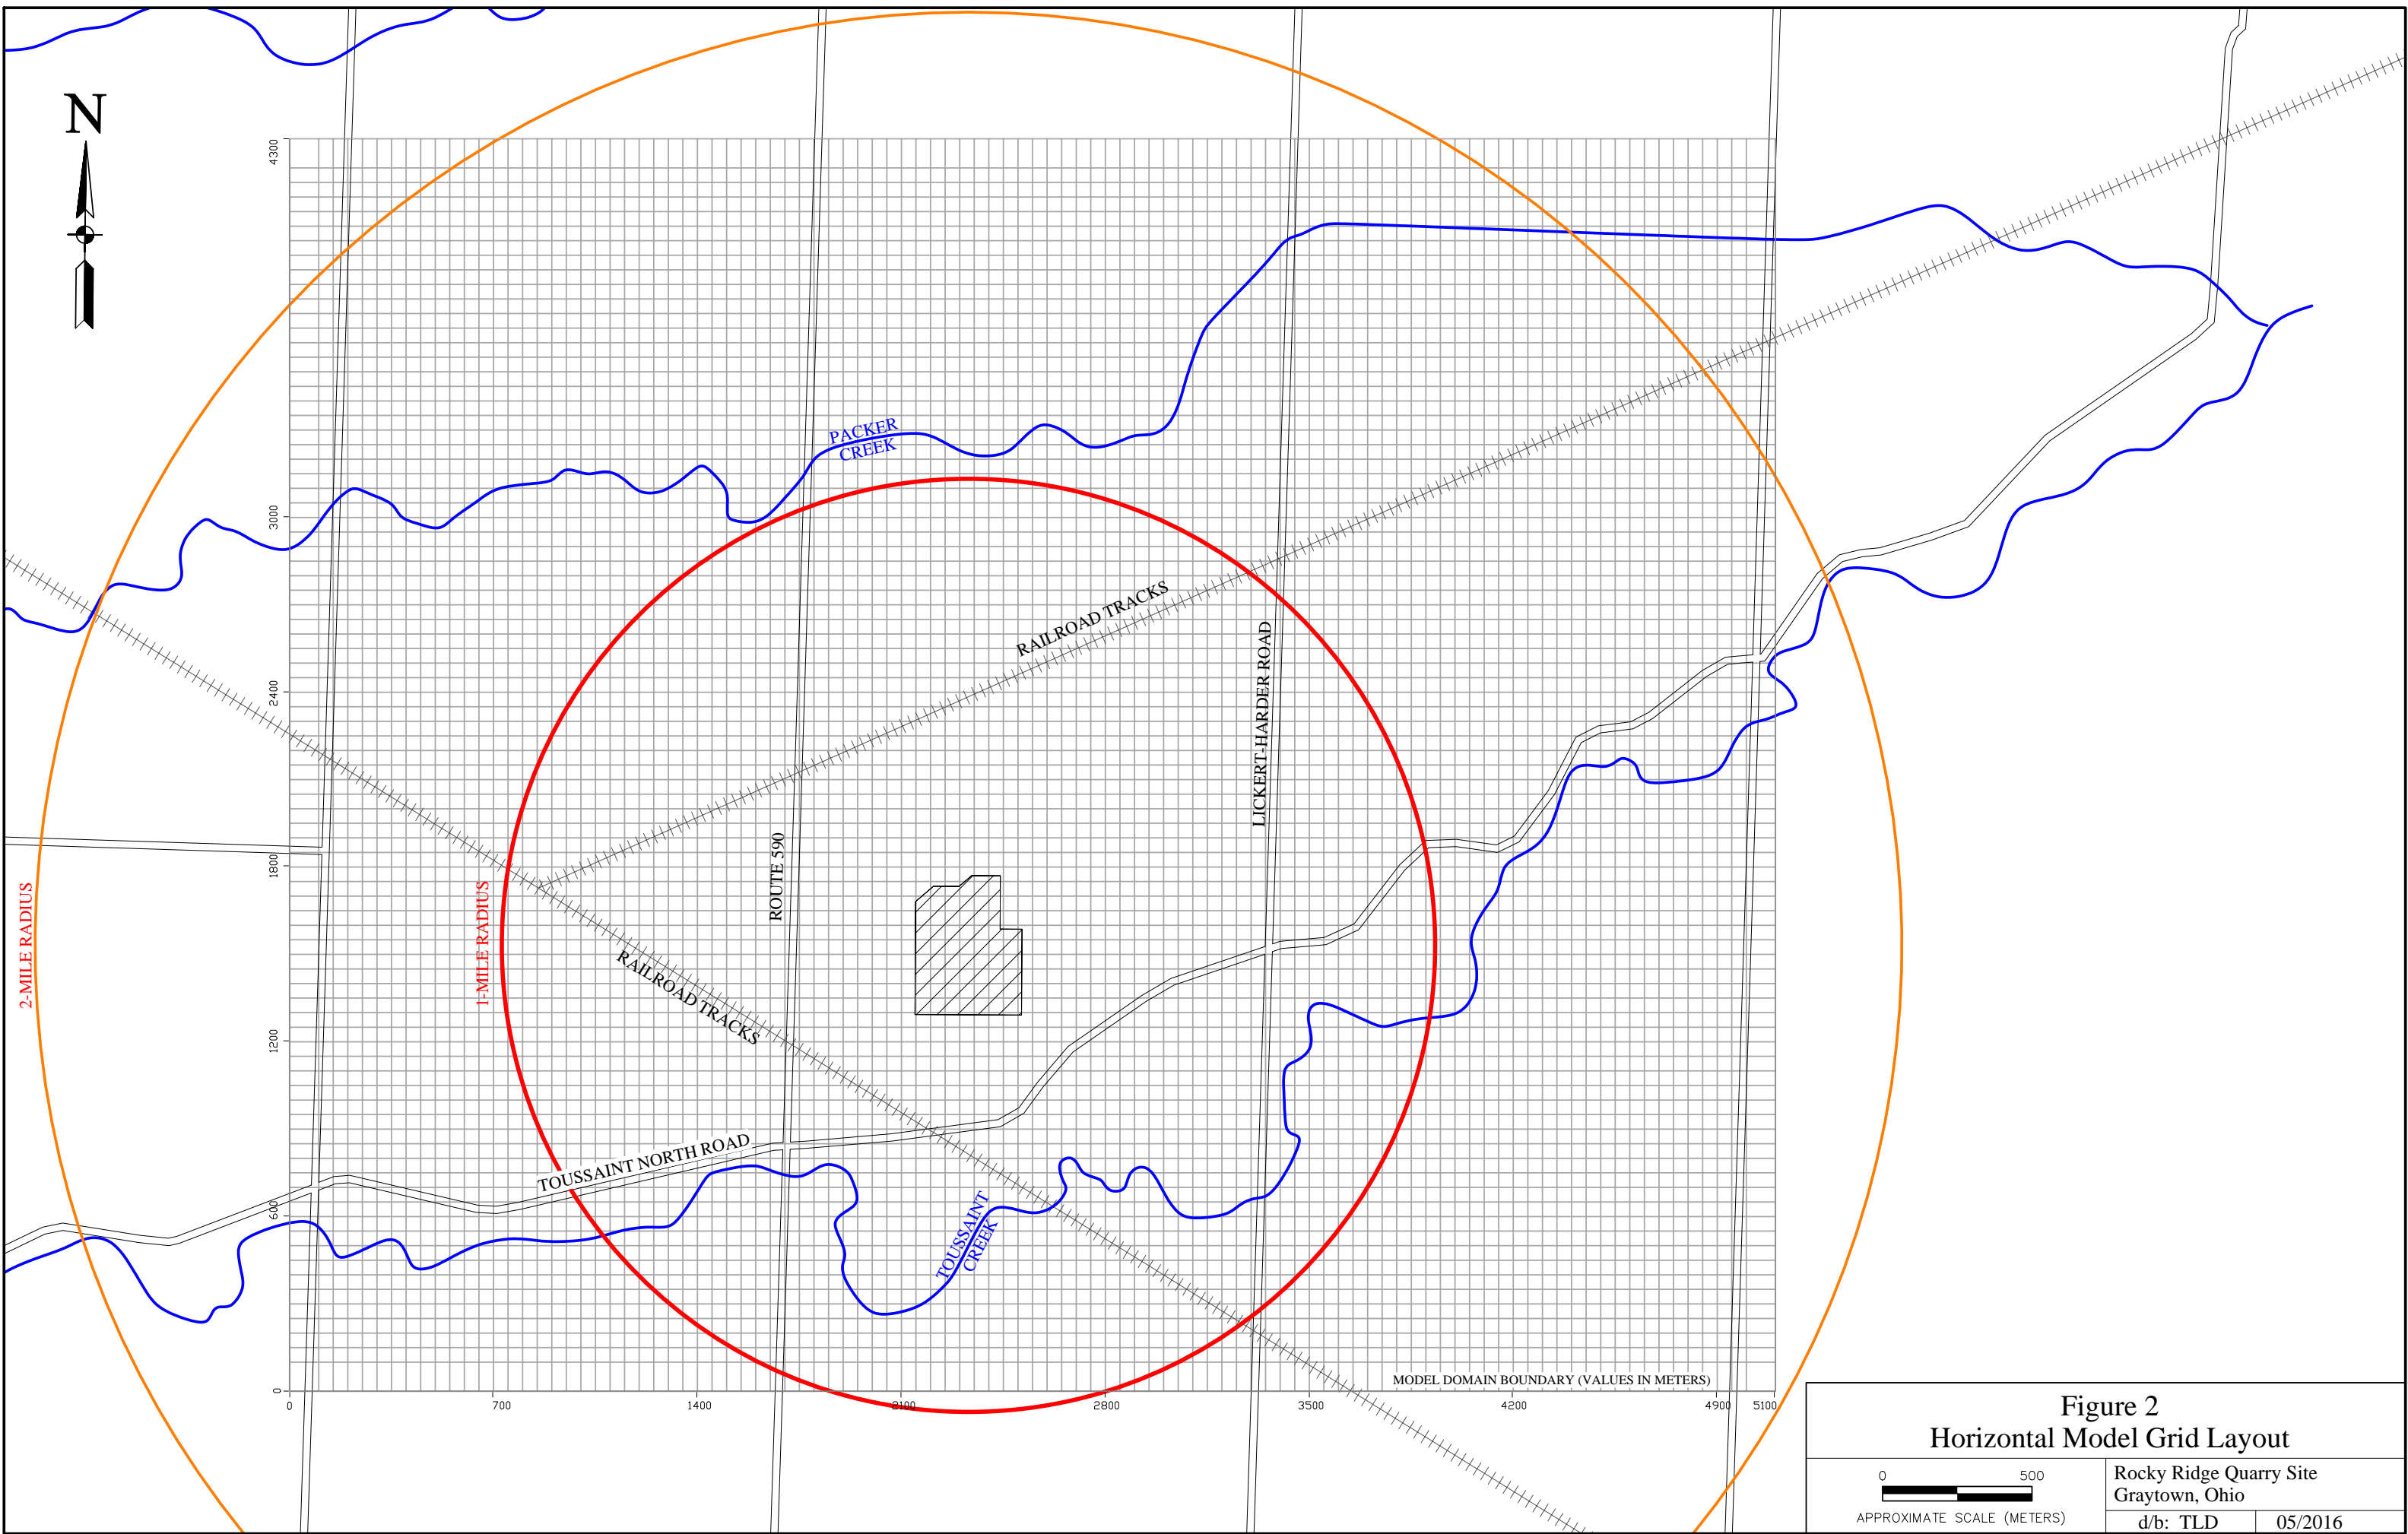 N
4300
3000
2400
1800
1200
600
0
0
700
1400
2100
2800
3500
4200
4900
5100
PACKER
CREEK
RAILROAD TRACKS
LICKERT-HARDER ROAD
ROUTE 590
2-MILE RADIUS
1-MILE RADIUS
RAILROAD TRACKS
TOUSSAINT NORTH ROAD
TOUSSAINT
CREEK
MODEL DOMAIN BOUNDARY (VALUES IN METERS)
Figure 2
Horizontal Model Grid Layout
0 500
APPROXIMATE SCALE (METERS)
Rocky Ridge Quarry Site
Graytown, Ohio
d/b: TLD 05/2016